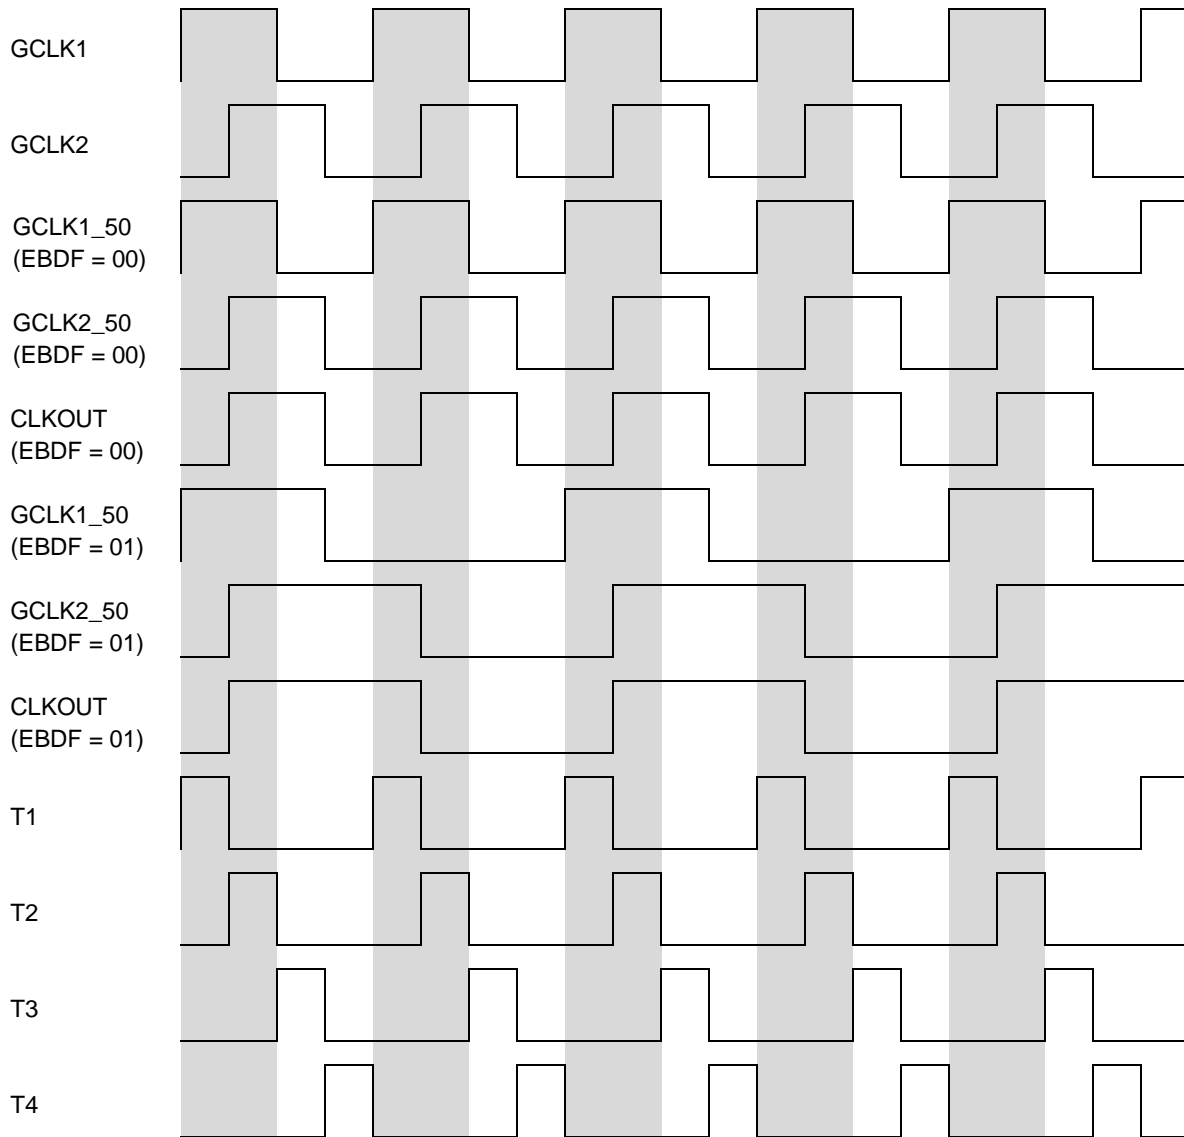 GCLK1
GCLK2
GCLK1_50
(EBDF = 00)
GCLK2_50
(EBDF = 00)
CLKOUT
(EBDF = 00)
GCLK1_50
(EBDF = 01)
GCLK2_50
(EBDF = 01)
CLKOUT
(EBDF = 01)
T1
T2
T3
T4